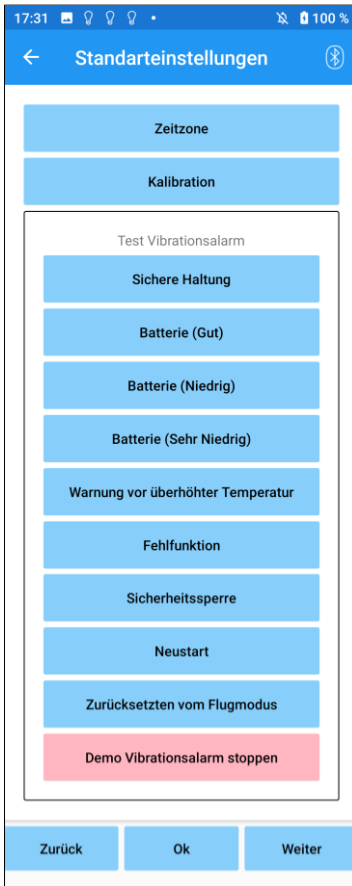 17:31 100 %
Standarteinstellungen
Zeitzone
Kalibration
Test Vibrationsalarm
Sichere Haltung
Batterie (Gut)
Batterie (Niedrig)
Batterie (Sehr Niedrig)
Warnung vor überhöhter Temperatur
Fehlfunktion
Sicherheitssperre
Neustart
Zurücksetzten vom Flugmodus
Demo Vibrationsalarm stoppen
Zurück Ok Weiter